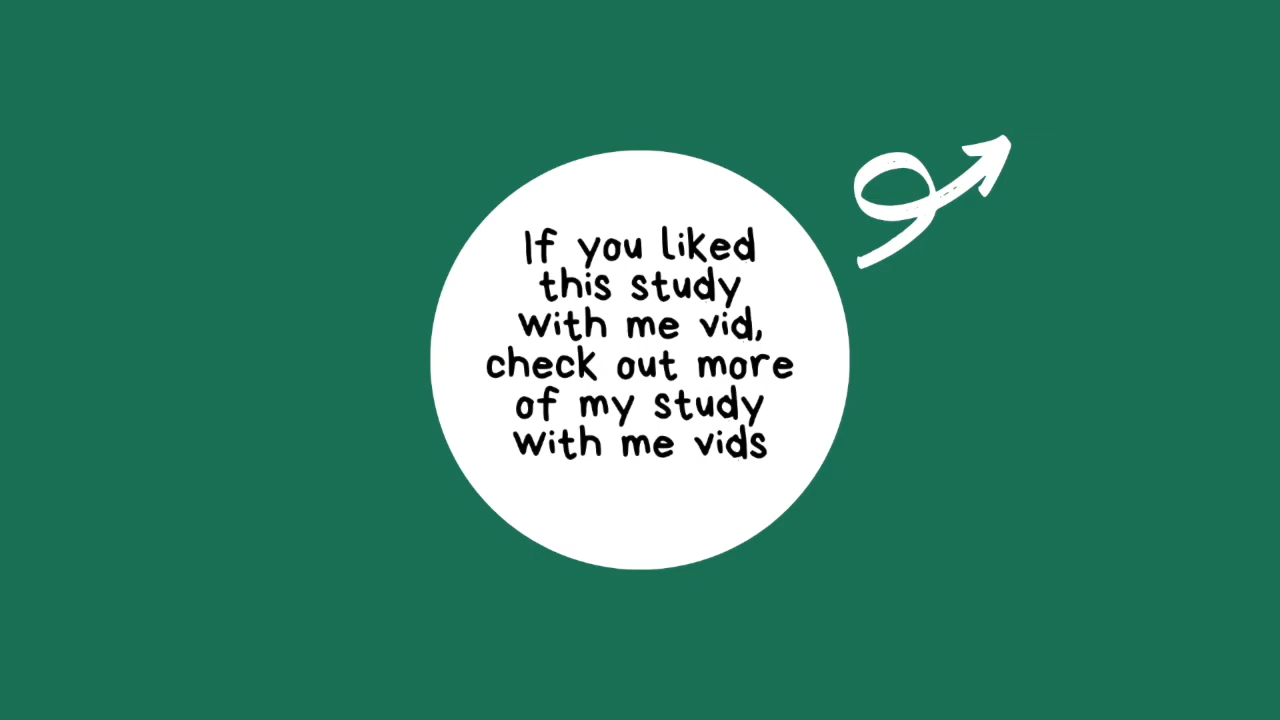 If you liked
this study
with me vid,
check out more
of my study
with me vids